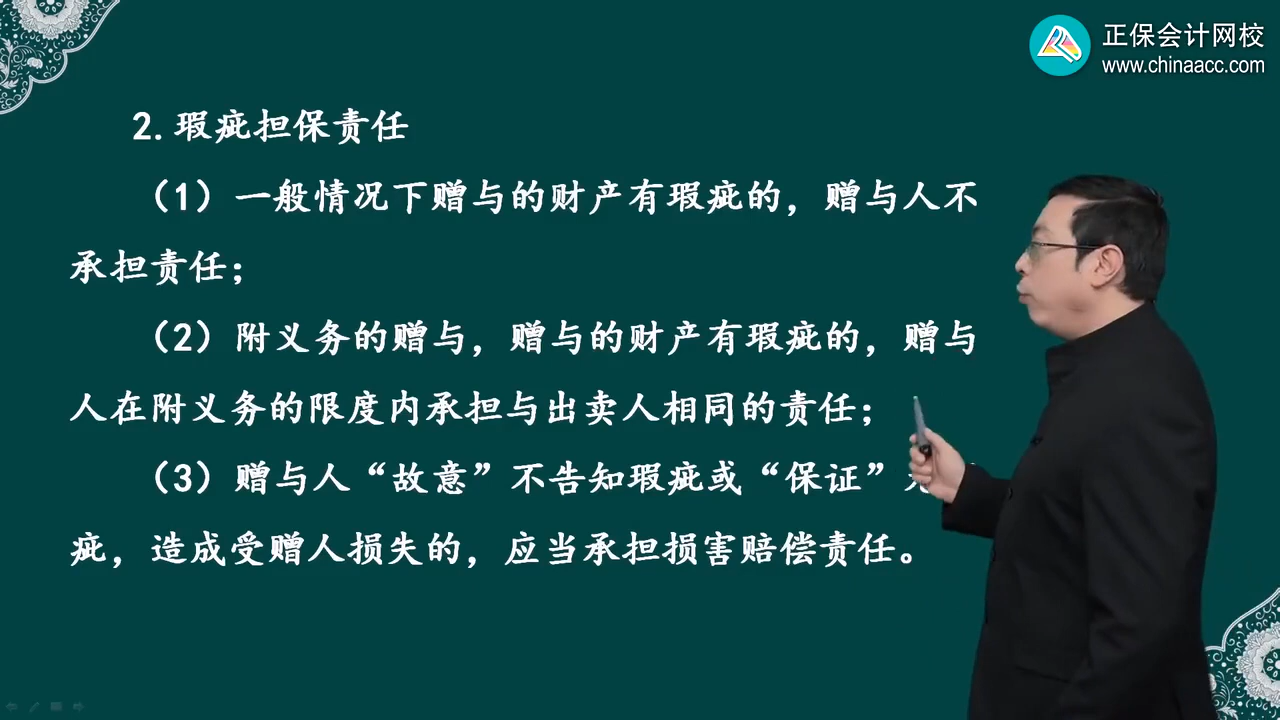 正保会计网校
www.chinaacc.com
2.瑕疵担保责任
（1）一般情况下赠与的财产有瑕疵的，赠与人不
承担责任；
（2）附义务的赠与，赠与的财产有瑕疵的，赠与
人在附义务的限度内承担与出卖人相同的责任；
（3）赠与人“故意”不告知瑕疵或“保证”
疵，造成受赠人损失的，应当承担损害赔偿责任。